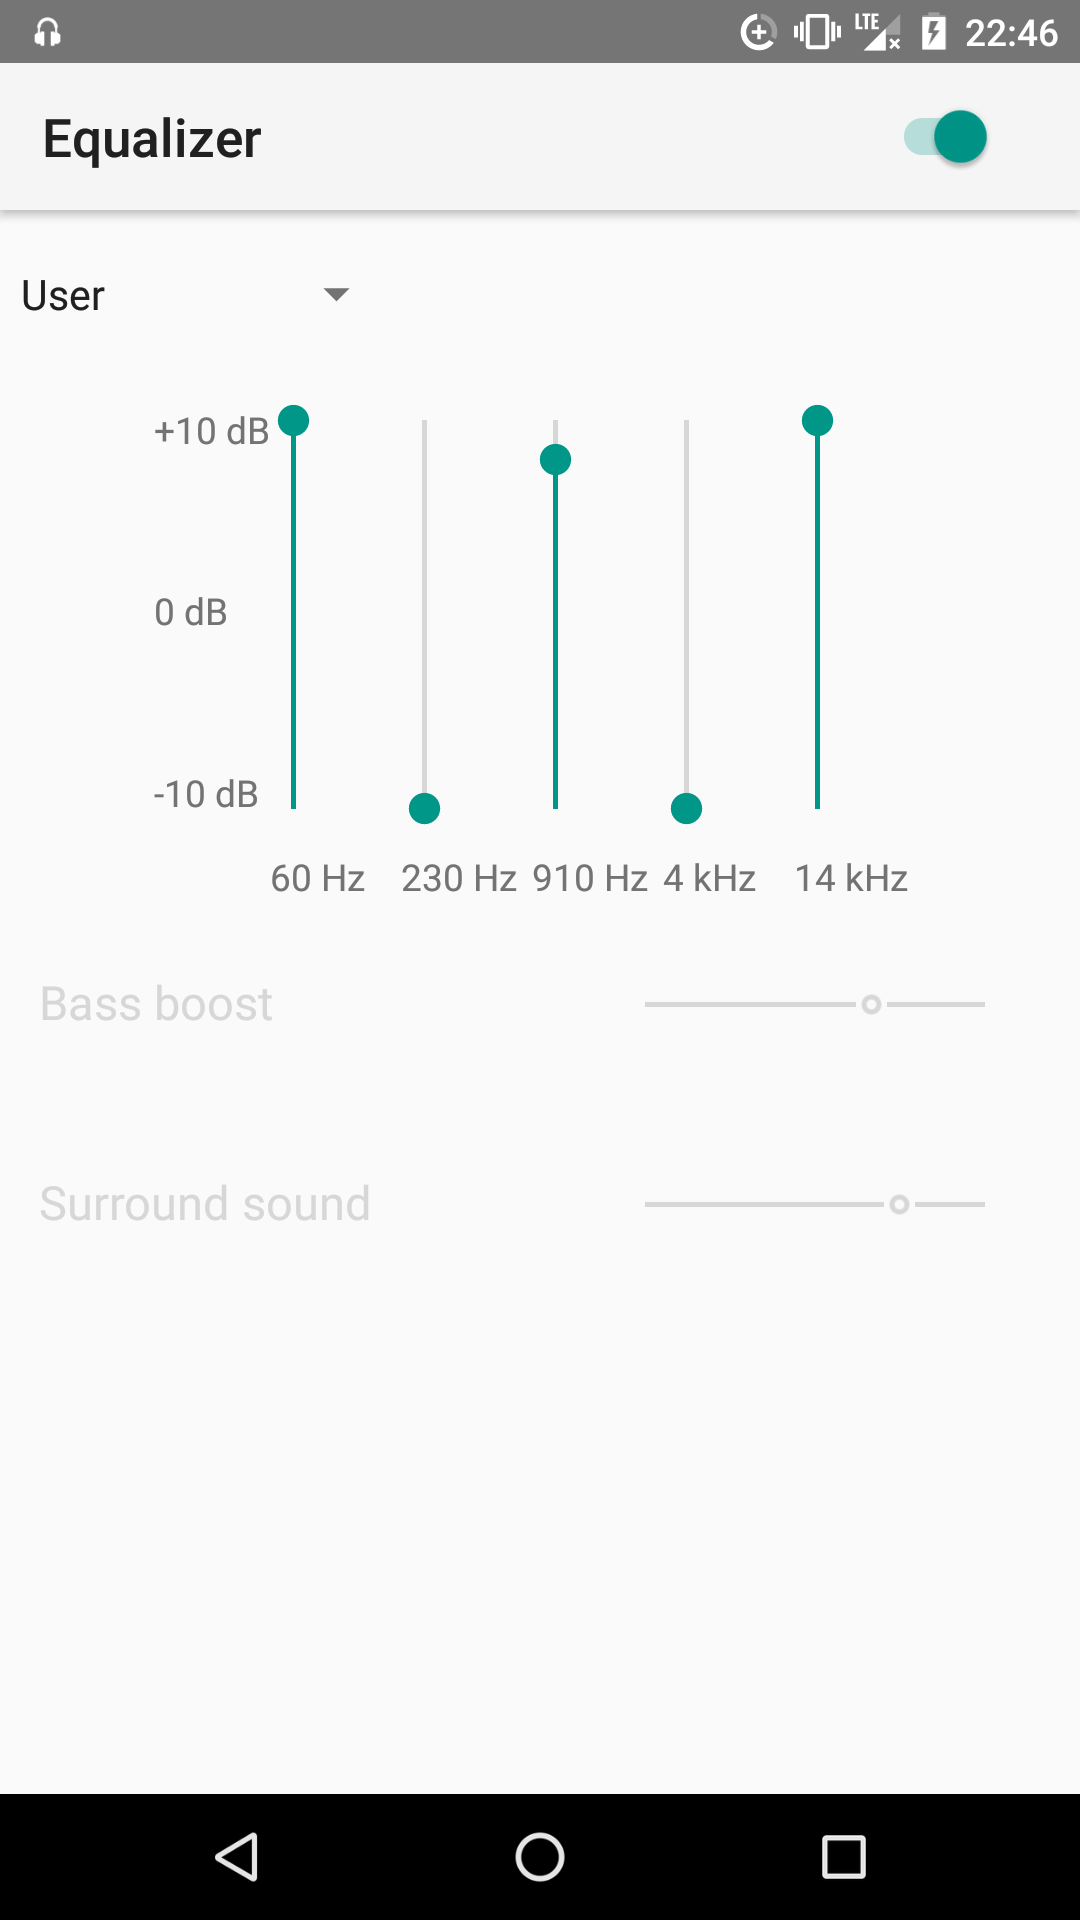 LTE 22:46
Equalizer
User
+10 dB
0 dB
-10 dB
60 Hz 230 Hz 910 Hz 4 kHz 14 kHz
Bass boost
Surround sound